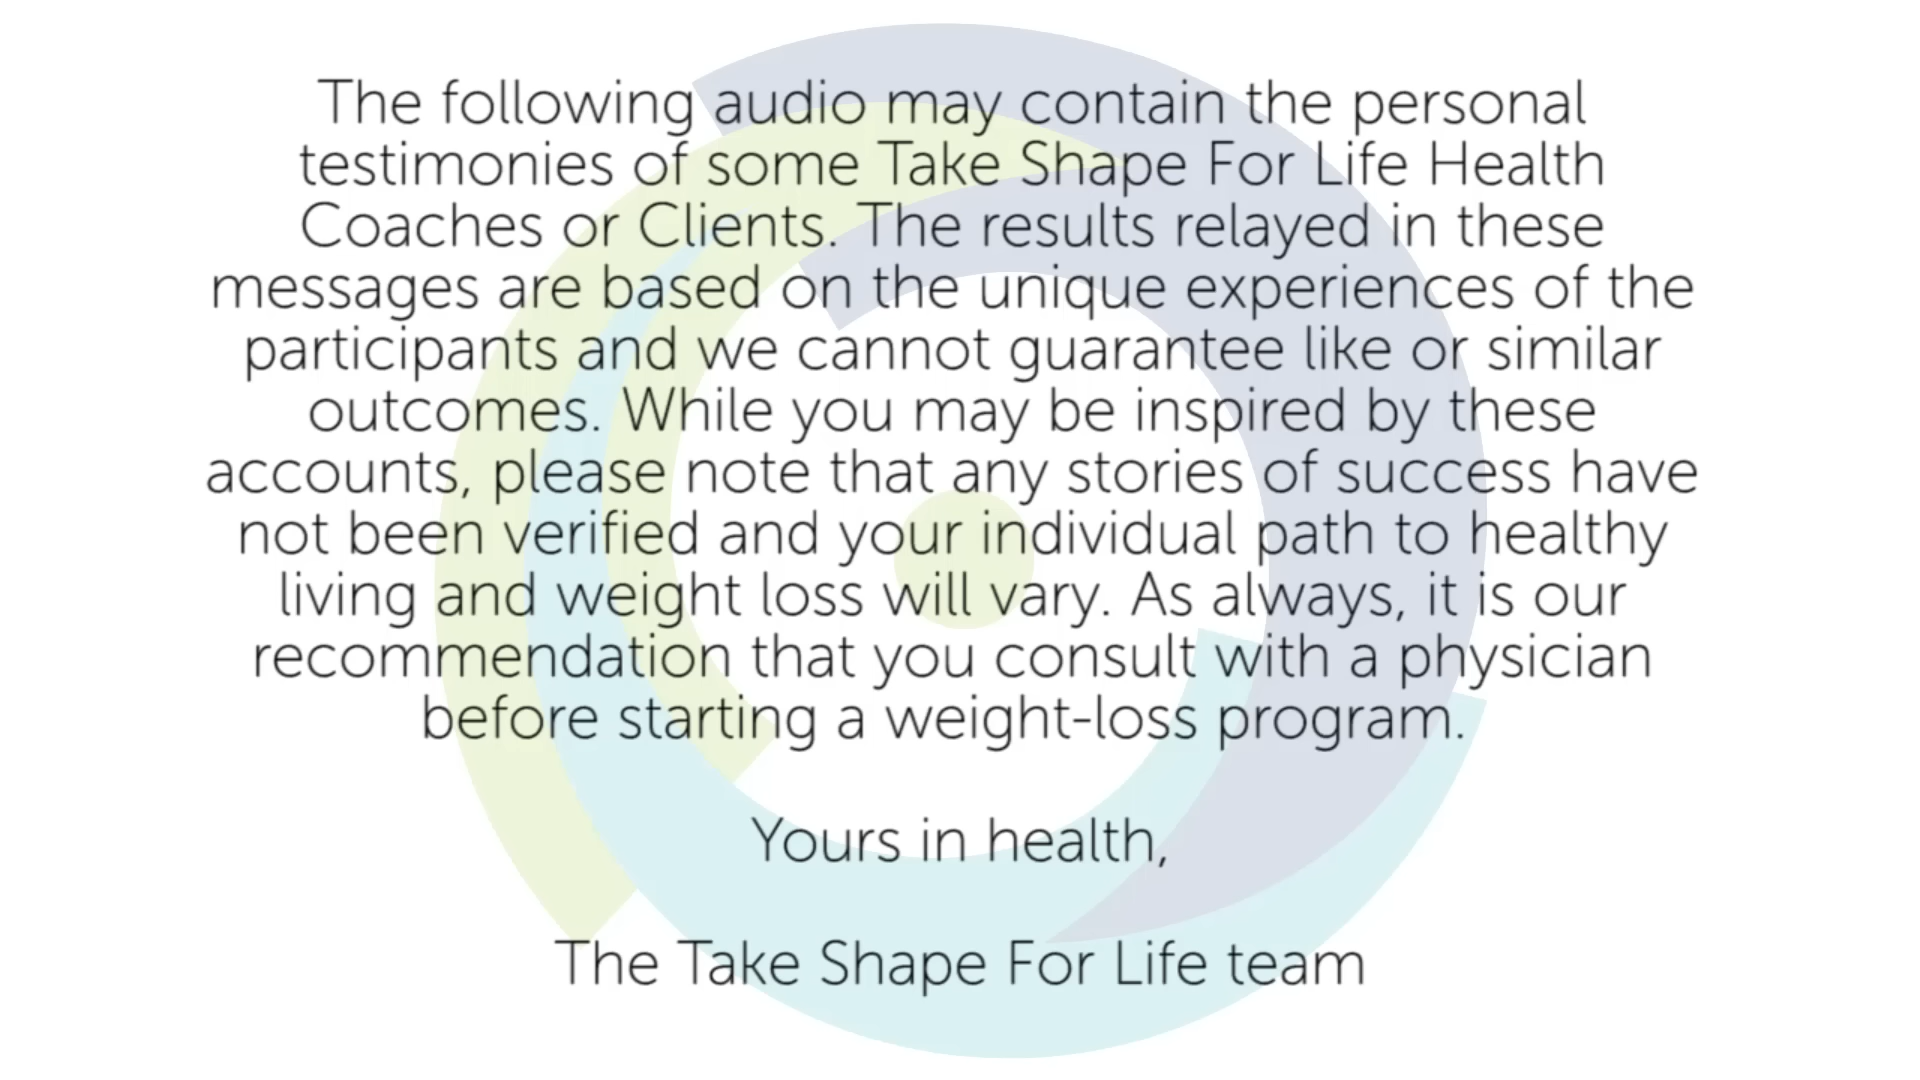 The following audio may contain the personal
testimonies of some Take Shape For Life Health
Coaches or Clients. The results relayed in these
messages are based on the unique experiences of the
participants and we cannot guarantee like or similar
outcomes. While you may be inspired by these
accounts, please note that any stories of success have
not been verified and your individual path to healthy
living and weight loss will vary. As always, it is our
recommendation that you consult with a physician
before starting a weight-loss program.
Yours in health,
The Take Shape For Life team